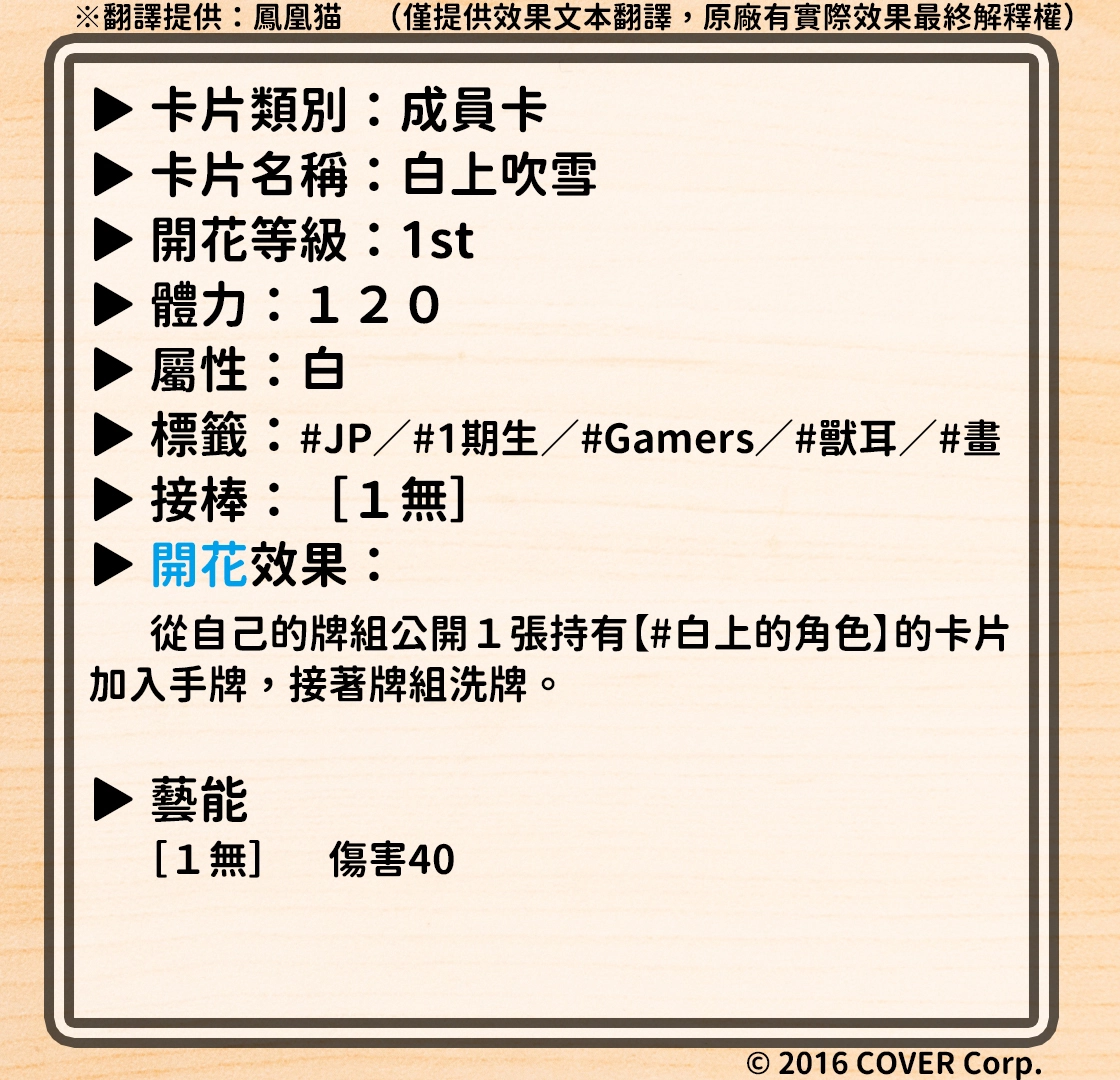 ※翻譯提供：鳳凰猫　（僅提供效果文本翻譯，原廠有實際效果最終解釋權）
▶ 卡片類別：成員卡
▶ 卡片名稱：白上吹雪
▶ 開花等級：1st
▶ 體力：１２０
▶ 屬性：白
▶ 標籤：#JP／#1期生／#Gamers／#獸耳／#畫
▶ 接棒：［１無］
▶ 開花效果：
從自己的牌組公開１張持有【#白上的角色】的卡片
加入手牌，接著牌組洗牌。
▶ 藝能
［１無］　傷害40
© 2016 COVER Corp.